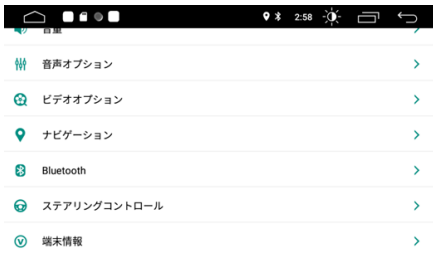 2:58
音量
音声オプション
ビデオオプション
ナビゲーション
Bluetooth
ステアリングコントロール
端末情報